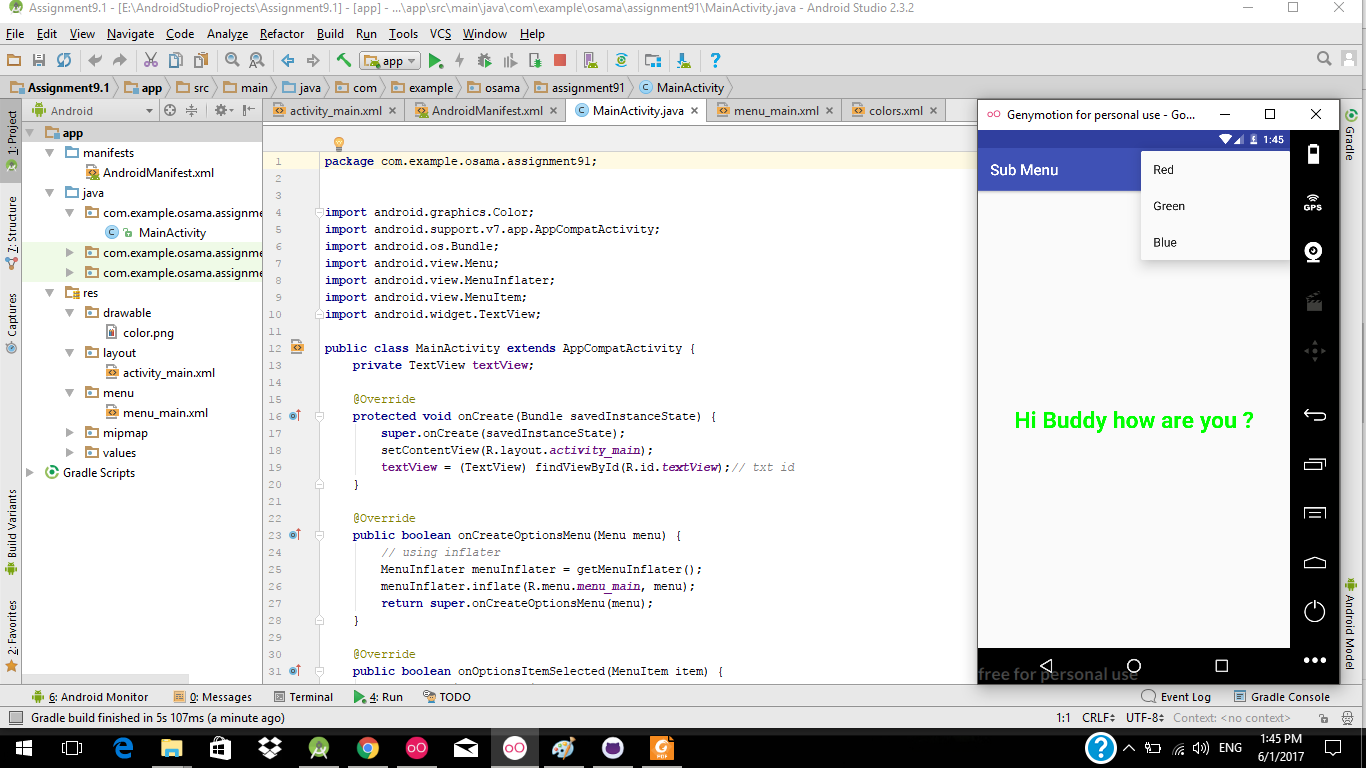 Assignment9.1 - [E:\AndroidStudioProjects\Assignment9.1] - [app] - ...\app\src\main\java\com\example\osama\assignment91\MainActivity.java - Android Studio 2.3.2
File Edit View Navigate Code Analyze Refactor Build Run Tools VCS Window Help
app
Assignment9.1 app src main java com example osama assignment91 MainActivity
Android
activity_main.xml AndroidManifest.xml MainActivity.java menu_main.xml colors.xml
1: Project
7: Structure
Captures
Build Variants
2: Favorites
app
manifests
AndroidManifest.xml
java
com.example.osama.assignme
MainActivity
com.example.osama.assignme
com.example.osama.assignme
res
drawable
color.png
layout
activity_main.xml
menu
menu_main.xml
mipmap
values
Gradle Scripts
1 package com.example.osama.assignment91;
2
3
4 import android.graphics.Color;
5 import android.support.v7.app.AppCompatActivity;
6 import android.os.Bundle;
7 import android.view.Menu;
8 import android.view.MenuInflater;
9 import android.view.MenuItem;
10 import android.widget.TextView;
11
12 public class MainActivity extends AppCompatActivity {
13 private TextView textView;
14
15 @Override
16 protected void onCreate(Bundle savedInstanceState) {
17 super.onCreate(savedInstanceState);
18 setContentView(R.layout.activity_main);
19 textView = (TextView) findViewById(R.id.textView);// txt id
20 }
21
22 @Override
23 public boolean onCreateOptionsMenu(Menu menu) {
24 // using inflater
25 MenuInflater menuInflater = getMenuInflater();
26 menuInflater.inflate(R.menu.menu_main, menu);
27 return super.onCreateOptionsMenu(menu);
28 }
29
30 @Override
31 public boolean onOptionsItemSelected(MenuItem item) {
Genymotion for personal use - Go...
1:45
Sub Menu
Red
Green
Blue
GPS
Hi Buddy how are you ?
free for personal use
Gradle
Android Model
6: Android Monitor 0: Messages Terminal 4: Run TODO Event Log Gradle Console
Gradle build finished in 5s 107ms (a minute ago) 1:1 CRLF UTF-8 Context: <no context>
ENG
1:45 PM
6/1/2017
PDF